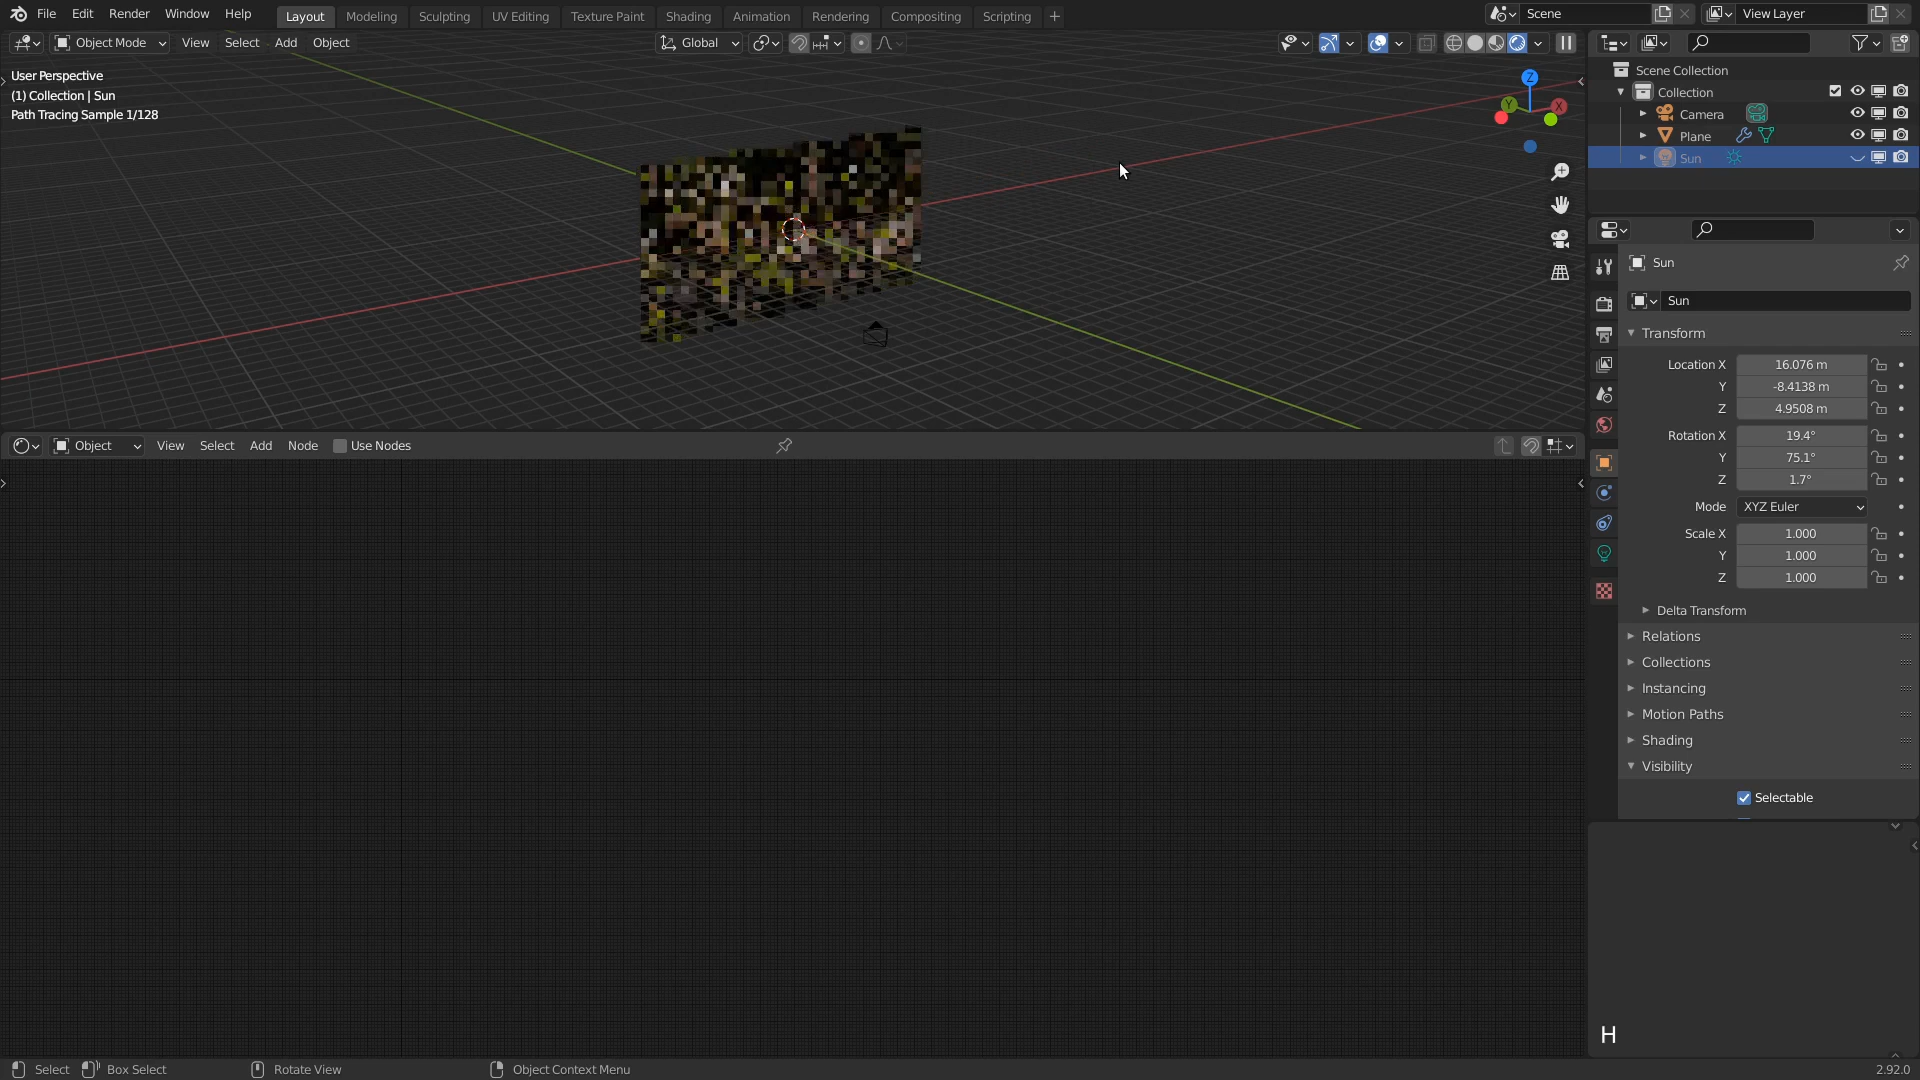 File Edit Render Window Help Layout Modeling Sculpting UV Editing Texture Paint Shading Animation Rendering Compositing Scripting + Scene View Layer
Object Mode View Select Add Object Global
User Perspective
(1) Collection | Sun
Path Tracing Sample 1/128
Z
Y
X
Scene Collection
Collection
Camera
Plane
Sun
Sun
Sun
Transform
Location X 16.076 m
Y -8.4138 m
Z 4.9508 m
Rotation X 19.4°
Y 75.1°
Z 1.7°
Mode XYZ Euler
Scale X 1.000
Y 1.000
Z 1.000
Delta Transform
Relations
Collections
Instancing
Motion Paths
Shading
Visibility
Selectable
Object View Select Add Node Use Nodes
H
Select Box Select Rotate View Object Context Menu 2.92.0